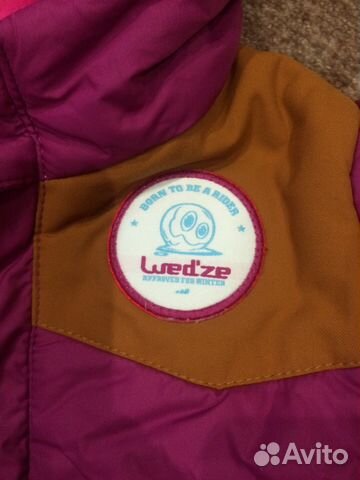 BORN TO BE A RIDER
Wed'ze
APPROVED FOR WINTER
Avito